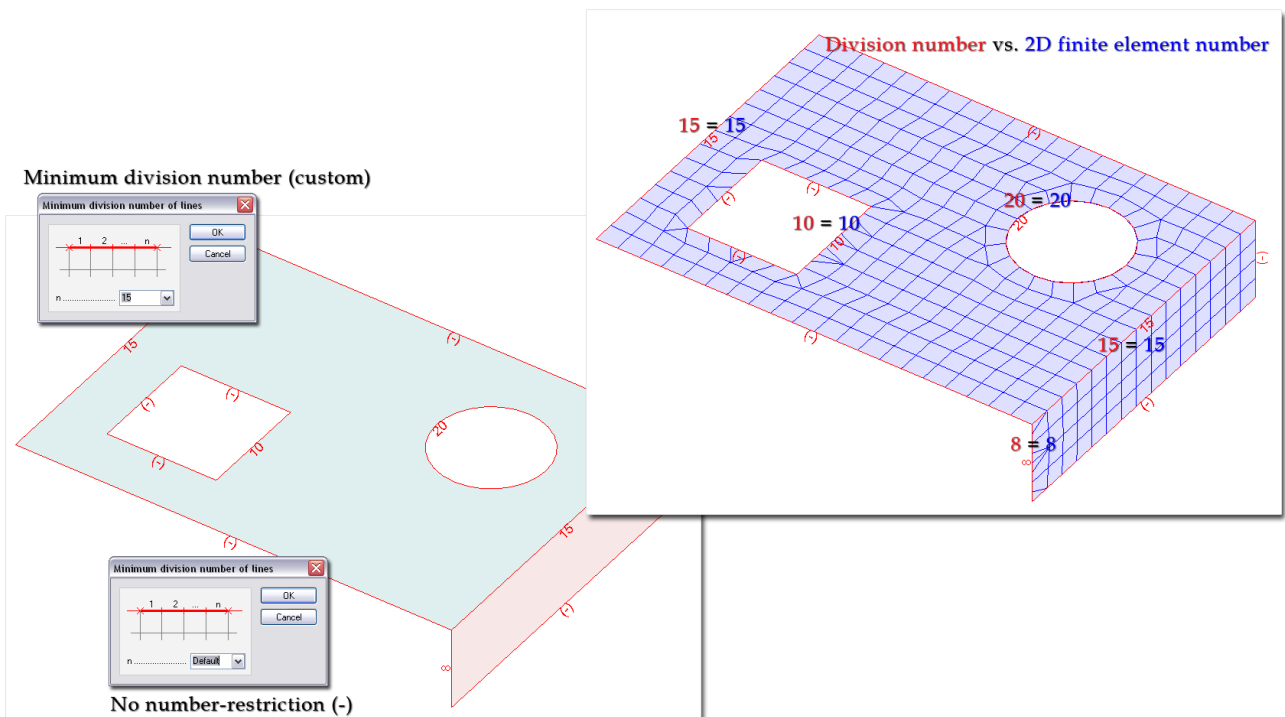 Division number vs. 2D finite element number
(-)
15 = 15
15
(-)
(-)
20 = 20
20
10 = 10
10
(-)
(-)
(-)
15
15 = 15
(-)
8 = 8
8
Minimum division number (custom)
Minimum division number of lines
1 2 ... n
OK
Cancel
n..................... 15
15
(-)
(-)
(-)
20
10
(-)
(-)
15
(-)
8
Minimum division number of lines
1 2 ... n
OK
Cancel
n..................... Default
No number-restriction (-)